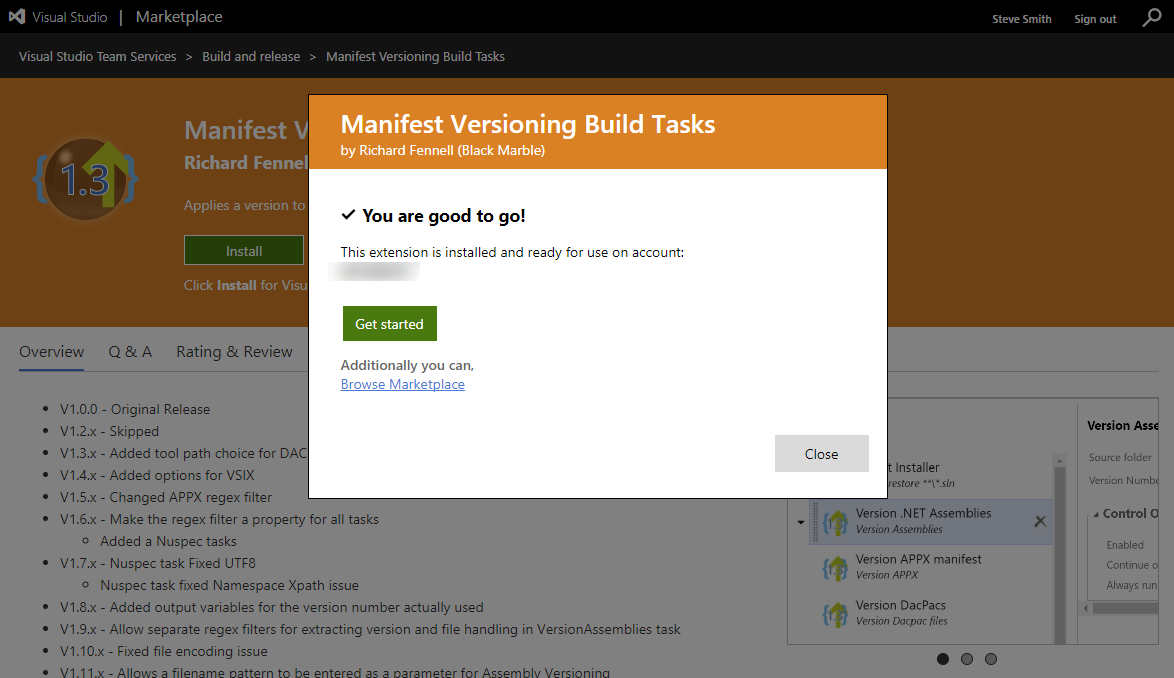 Visual Studio | Marketplace
Steve Smith Sign out
Visual Studio Team Services > Build and release > Manifest Versioning Build Tasks
Manifest
Richard Fennel
1.3
Applies a version to
Install
Click Install for Visu
Manifest Versioning Build Tasks
by Richard Fennell (Black Marble)
You are good to go!
This extension is installed and ready for use on account:
Get started
Additionally you can,
Browse Marketplace
Close
Overview Q & A Rating & Review
V1.0.0 - Original Release
V1.2.x - Skipped
V1.3.x - Added tool path choice for DAC
V1.4.x - Added options for VSIX
V1.5.x - Changed APPX regex filter
V1.6.x - Make the regex filter a property for all tasks
Added a Nuspec tasks
V1.7.x - Nuspec task Fixed UTF8
Nuspec task fixed Namespace Xpath issue
V1.8.x - Added output variables for the version number actually used
V1.9.x - Allow separate regex filters for extracting version and file handling in VersionAssemblies task
V1.10.x - Fixed file encoding issue
V1.11.x - Allows a filename pattern to be entered as a parameter for Assembly Versioning
t Installer
restore **\*.sln
Version .NET Assemblies
Version Assemblies
Version APPX manifest
Version APPX
Version DacPacs
Version Dacpac files
Version Asse
Source folder
Version Numbe
Control O
Enabled
Continue o
Always run